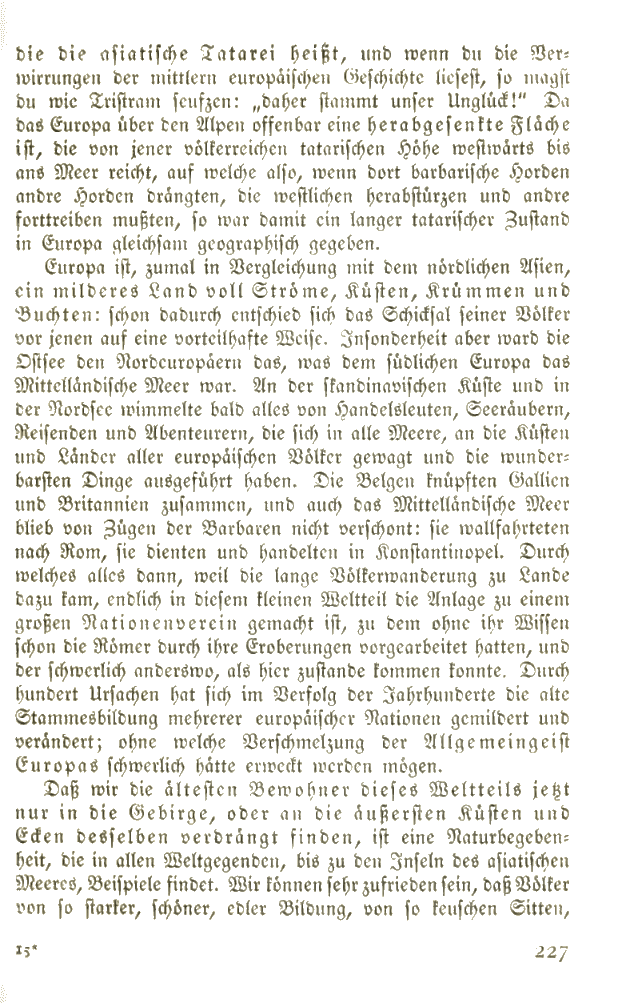 die die asiatische Tatarei heißt, und wenn du die Ver-
wirrungen der mittlern europäischen Geschichte liesest, so magst
du wie Tristram seufzen: „daher stammt unser Unglück!“ Da
das Europa über den Alpen offenbar eine herabgesenkte Fläche
ist, die von jener völkerreichen tatarischen Höhe westwärts bis
ans Meer reicht, auf welche also, wenn dort barbarische Horden
andre Horden drängten, die westlichen herabstürzen und andre
forttreiben mußten, so war damit ein langer tatarischer Zustand
in Europa gleichsam geographisch gegeben.
Europa ist, zumal in Vergleichung mit dem nördlichen Asien,
ein milderes Land voll Ströme, Küsten, Krümmen und
Buchten: schon dadurch entschied sich das Schicksal seiner Völker
vor jenen auf eine vorteilhafte Weise. Insonderheit aber ward die
Ostsee den Nordeuropäern das, was dem südlichen Europa das
Mittelländische Meer war. An der skandinavischen Küste und in
der Nordsee wimmelte bald alles von Handelsleuten, Seeräubern,
Reisenden und Abenteurern, die sich in alle Meere, an die Küsten
und Länder aller europäischen Völker gewagt und die wunder-
barsten Dinge ausgeführt haben. Die Belgen knüpften Gallien
und Britannien zusammen, und auch das Mittelländische Meer
blieb von Zügen der Barbaren nicht verschont: sie wallfahrteten
nach Rom, sie dienten und handelten in Konstantinopel. Durch
welches alles dann, weil die lange Völkerwanderung zu Lande
dazu kam, endlich in diesem kleinen Weltteil die Anlage zu einem
großen Nationenverein gemacht ist, zu dem ohne ihr Wissen
schon die Römer durch ihre Eroberungen vorgearbeitet hatten, und
der schwerlich anderswo, als hier zustande kommen konnte. Durch
hundert Ursachen hat sich im Verfolg der Jahrhunderte die alte
Stammesbildung mehrerer europäischer Nationen gemildert und
verändert; ohne welche Verschmelzung der Allgemeingeist
Europas schwerlich hätte erweckt werden mögen.
Daß wir die ältesten Bewohner dieses Weltteils jetzt
nur in die Gebirge, oder an die äußersten Küsten und
Ecken desselben verdrängt finden, ist eine Naturbegeben-
heit, die in allen Weltgegenden, bis zu den Inseln des asiatischen
Meeres, Beispiele findet. Wir können sehr zufrieden sein, daß Völker
von so starker, schöner, edler Bildung, von so keuschen Sitten,
15* 227